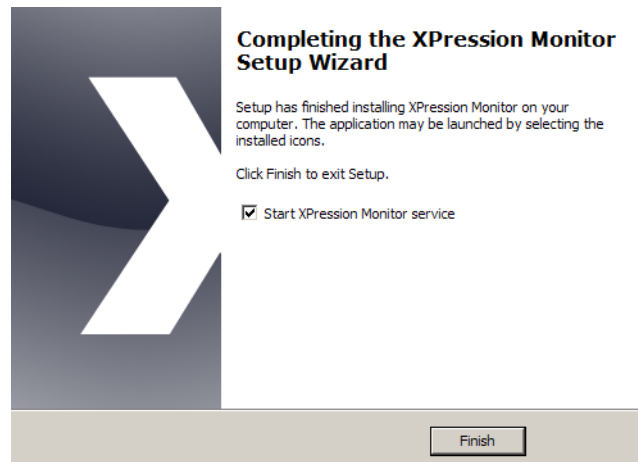 Completing the XPression Monitor
Setup Wizard
Setup has finished installing XPression Monitor on your
computer. The application may be launched by selecting the
installed icons.
Click Finish to exit Setup.
Start XPression Monitor service
Finish